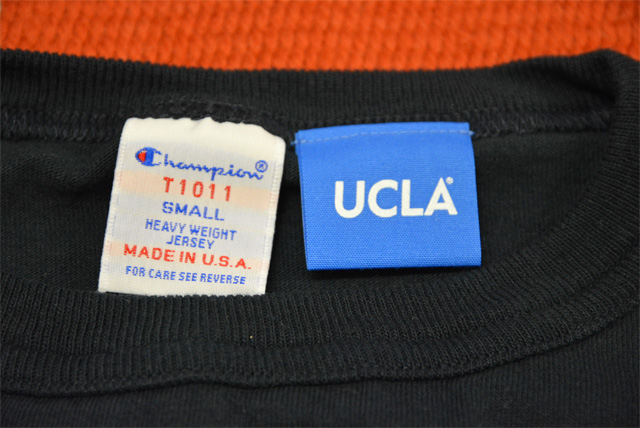 Champion®
T1011
SMALL
HEAVY WEIGHT
JERSEY
MADE IN U.S.A.
FOR CARE SEE REVERSE
UCLA®